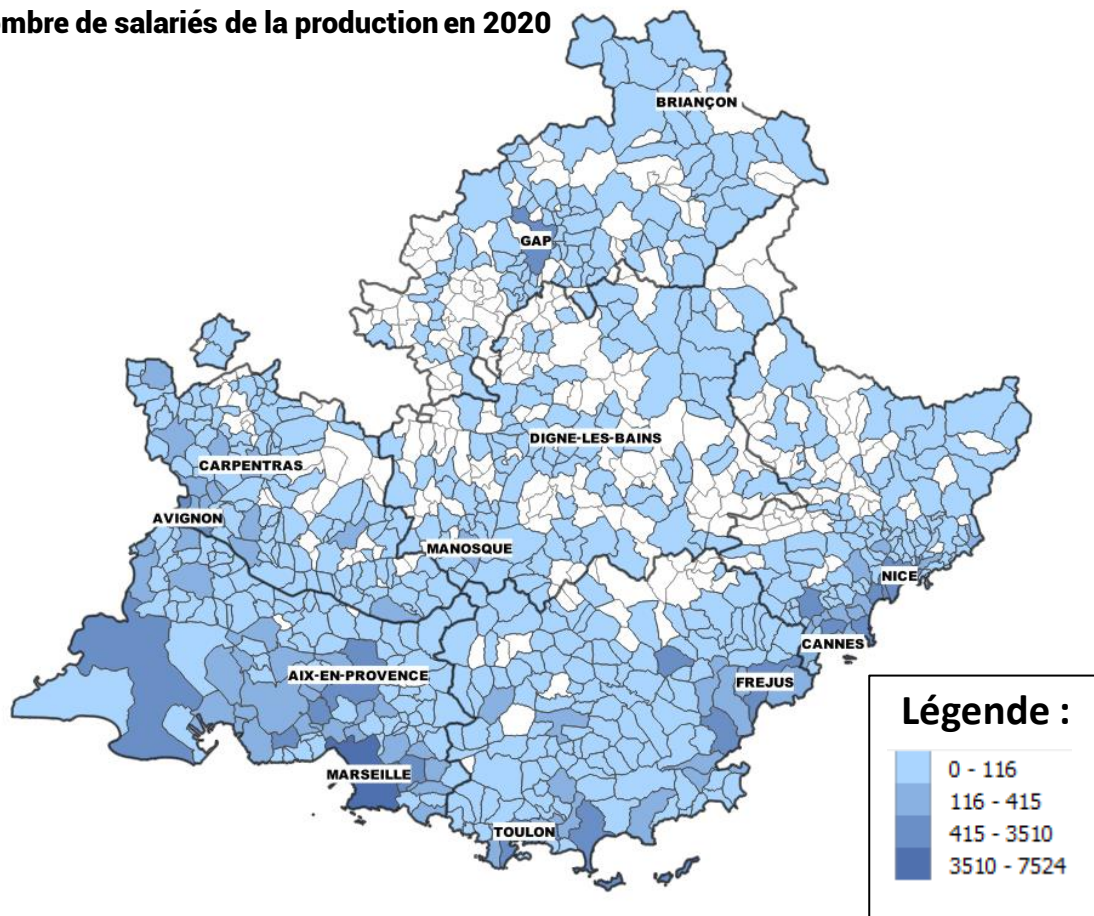 mbre de salariés de la production en 2020
BRIANÇON
GAP
DIGNE-LES-BAINS
CARPENTRAS
AVIGNON
MANOSQUE
NICE
CANNES
AIX-EN-PROVENCE
FREJUS
MARSEILLE
TOULON
Légende :
0 - 116
116 - 415
415 - 3510
3510 - 7524